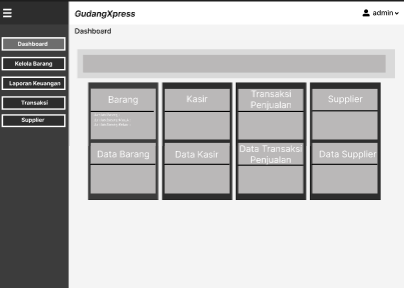 GudangXpress
admin
Dashboard
Dashboard
Kelola Barang
Laporan Keuangan
Transaksi
Supplier
Barang
Kasir
Transaksi
Penjualan
Supplier
Data Barang
Data Kasir
Data Transaksi
Penjualan
Data Supplier